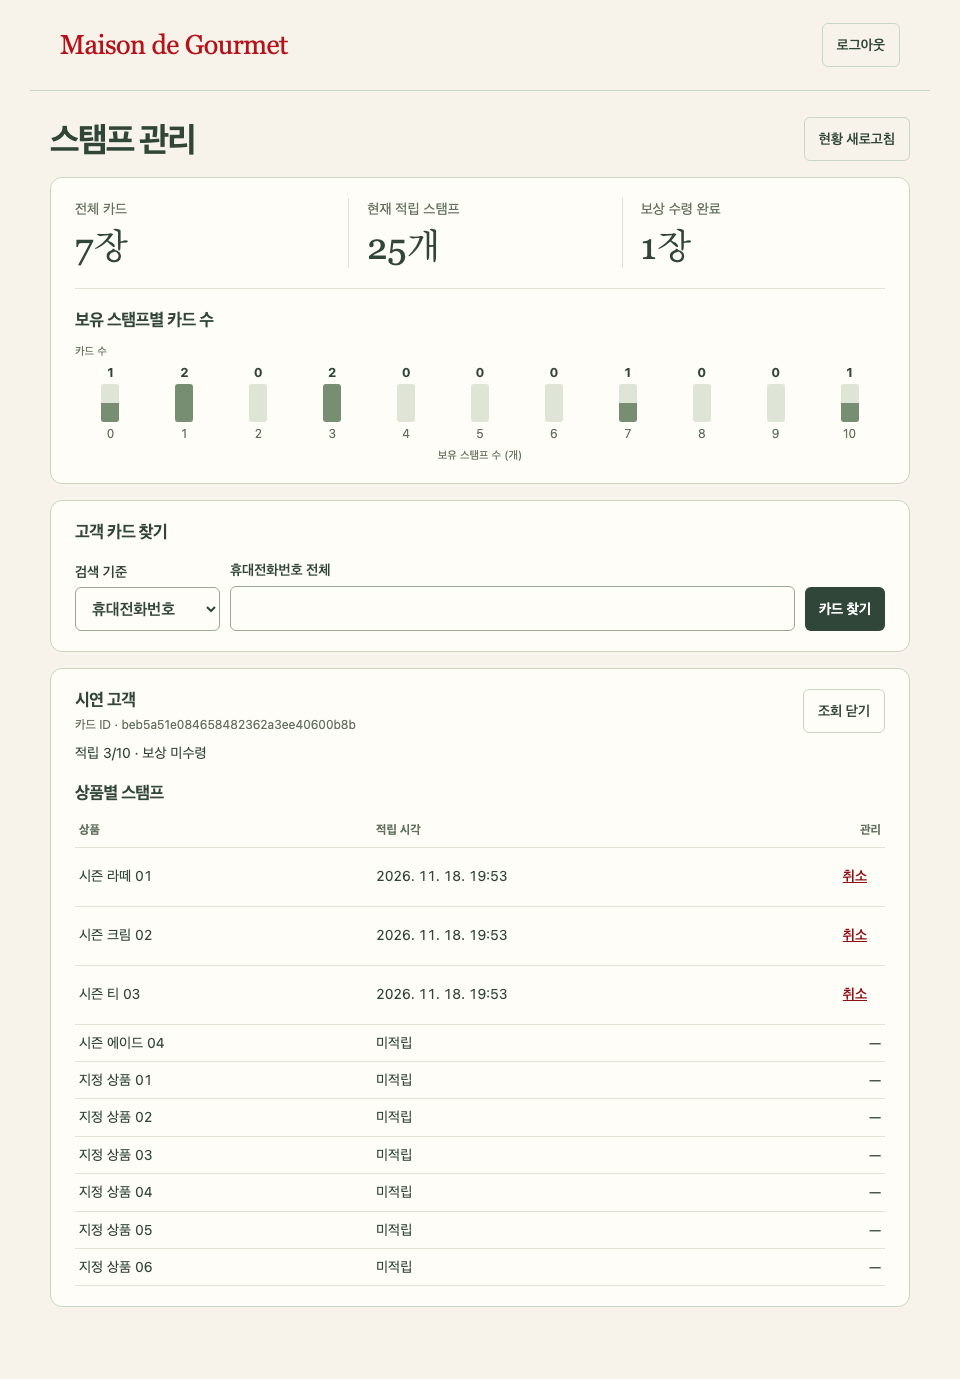 Maison de Gourmet
로그아웃
스탬프 관리
현황 새로고침
전체 카드
7장
현재 적립 스탬프
25개
보상 수령 완료
1장
보유 스탬프별 카드 수
카드 수
1 2 0 2 0 0 0 1 0 0 1
0 1 2 3 4 5 6 7 8 9 10
보유 스탬프 수 (개)
고객 카드 찾기
검색 기준
휴대전화번호
휴대전화번호 전체
카드 찾기
시연 고객
카드 ID · beb5a51e084658482362a3ee40600b8b
적립 3/10 · 보상 미수령
조회 닫기
상품별 스탬프
상품 적립 시각 관리
시즌 라떼 01 2026. 11. 18. 19:53 취소
시즌 크림 02 2026. 11. 18. 19:53 취소
시즌 티 03 2026. 11. 18. 19:53 취소
시즌 에이드 04 미적립 —
지정 상품 01 미적립 —
지정 상품 02 미적립 —
지정 상품 03 미적립 —
지정 상품 04 미적립 —
지정 상품 05 미적립 —
지정 상품 06 미적립 —